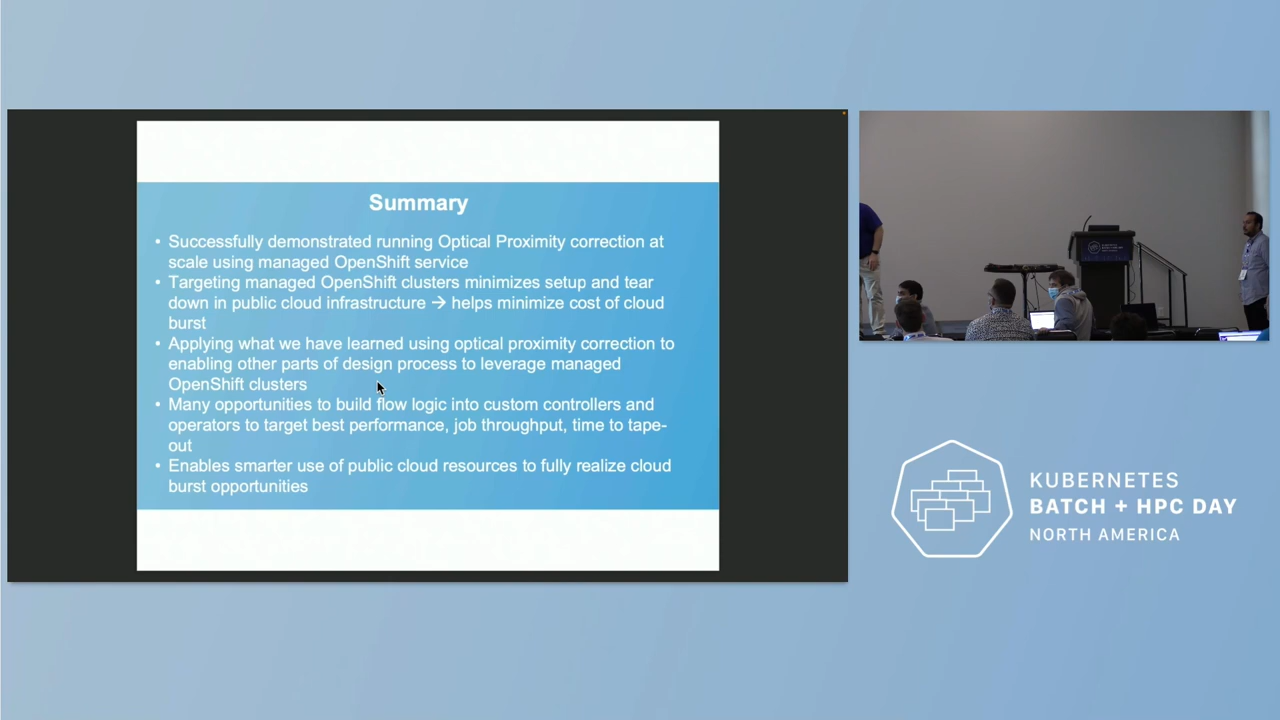 Summary
• Successfully demonstrated running Optical Proximity correction at
scale using managed OpenShift service
• Targeting managed OpenShift clusters minimizes setup and tear
down in public cloud infrastructure → helps minimize cost of cloud
burst
• Applying what we have learned using optical proximity correction to
enabling other parts of design process to leverage managed
OpenShift clusters
• Many opportunities to build flow logic into custom controllers and
operators to target best performance, job throughput, time to tape-
out
• Enables smarter use of public cloud resources to fully realize cloud
burst opportunities
KUBERNETES
BATCH + HPC DAY
NORTH AMERICA